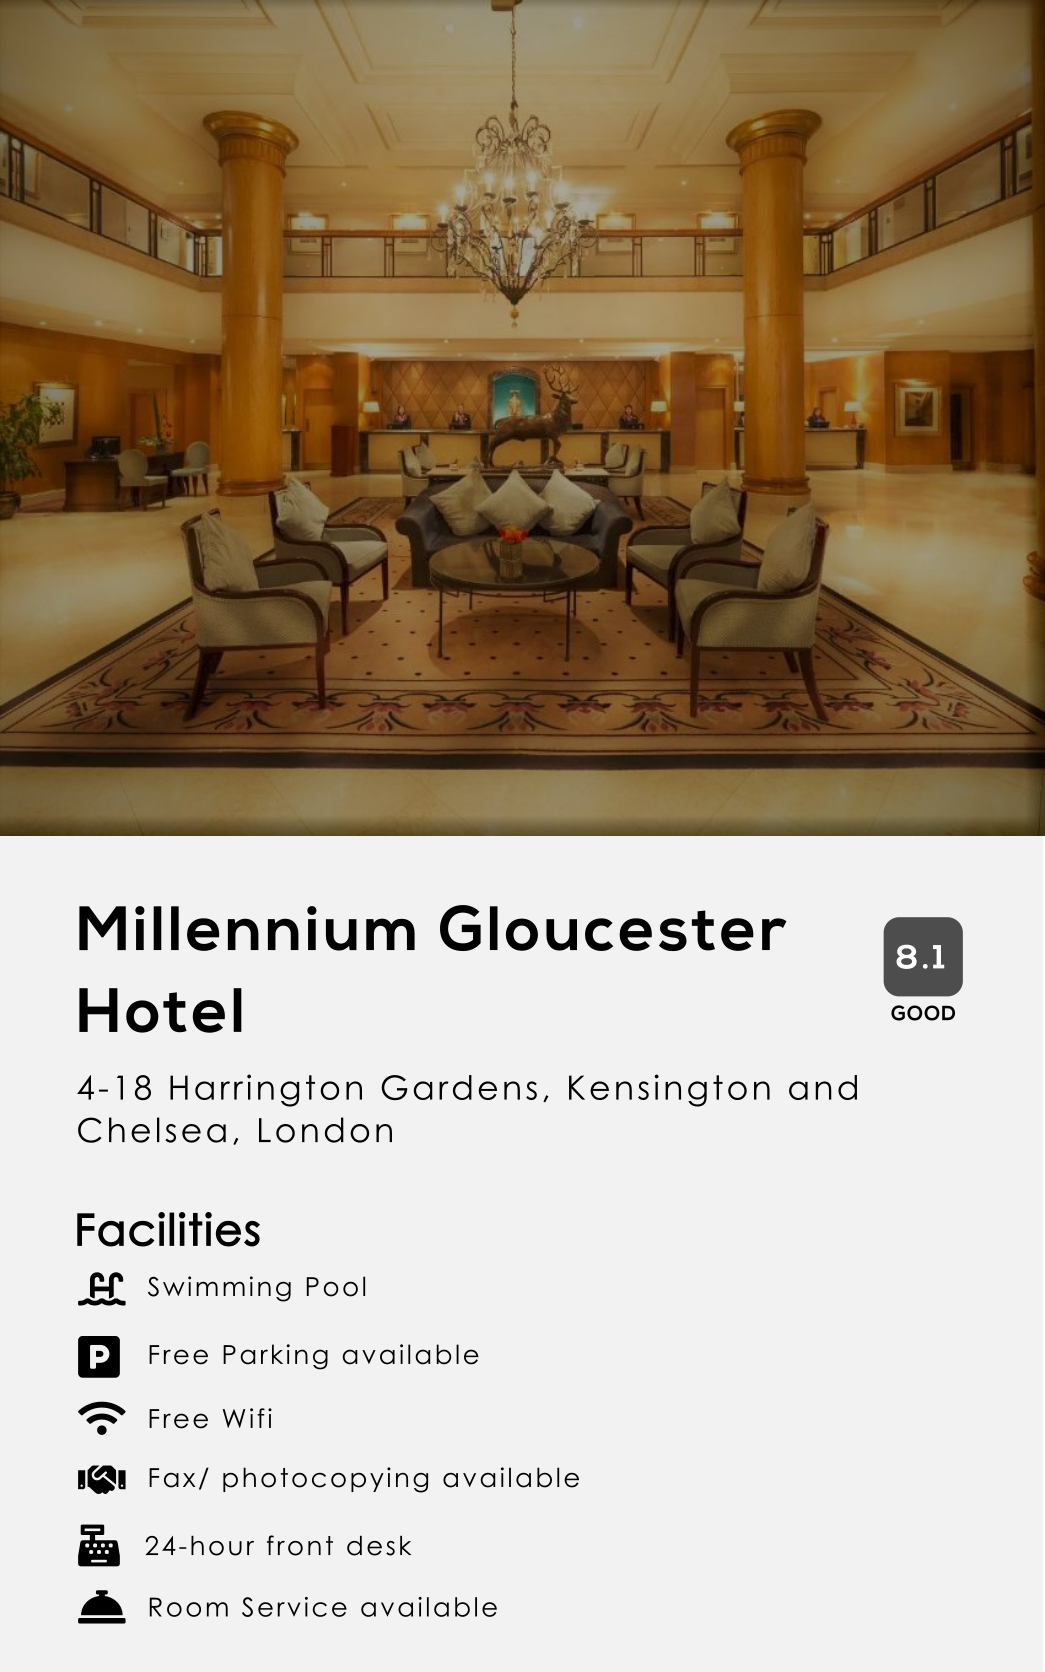 Millennium Gloucester
Hotel
8.1
GOOD
4-18 Harrington Gardens, Kensington and
Chelsea, London
Facilities
Swimming Pool
P
Free Parking available
Free Wifi
Fax/ photocopying available
24-hour front desk
Room Service available